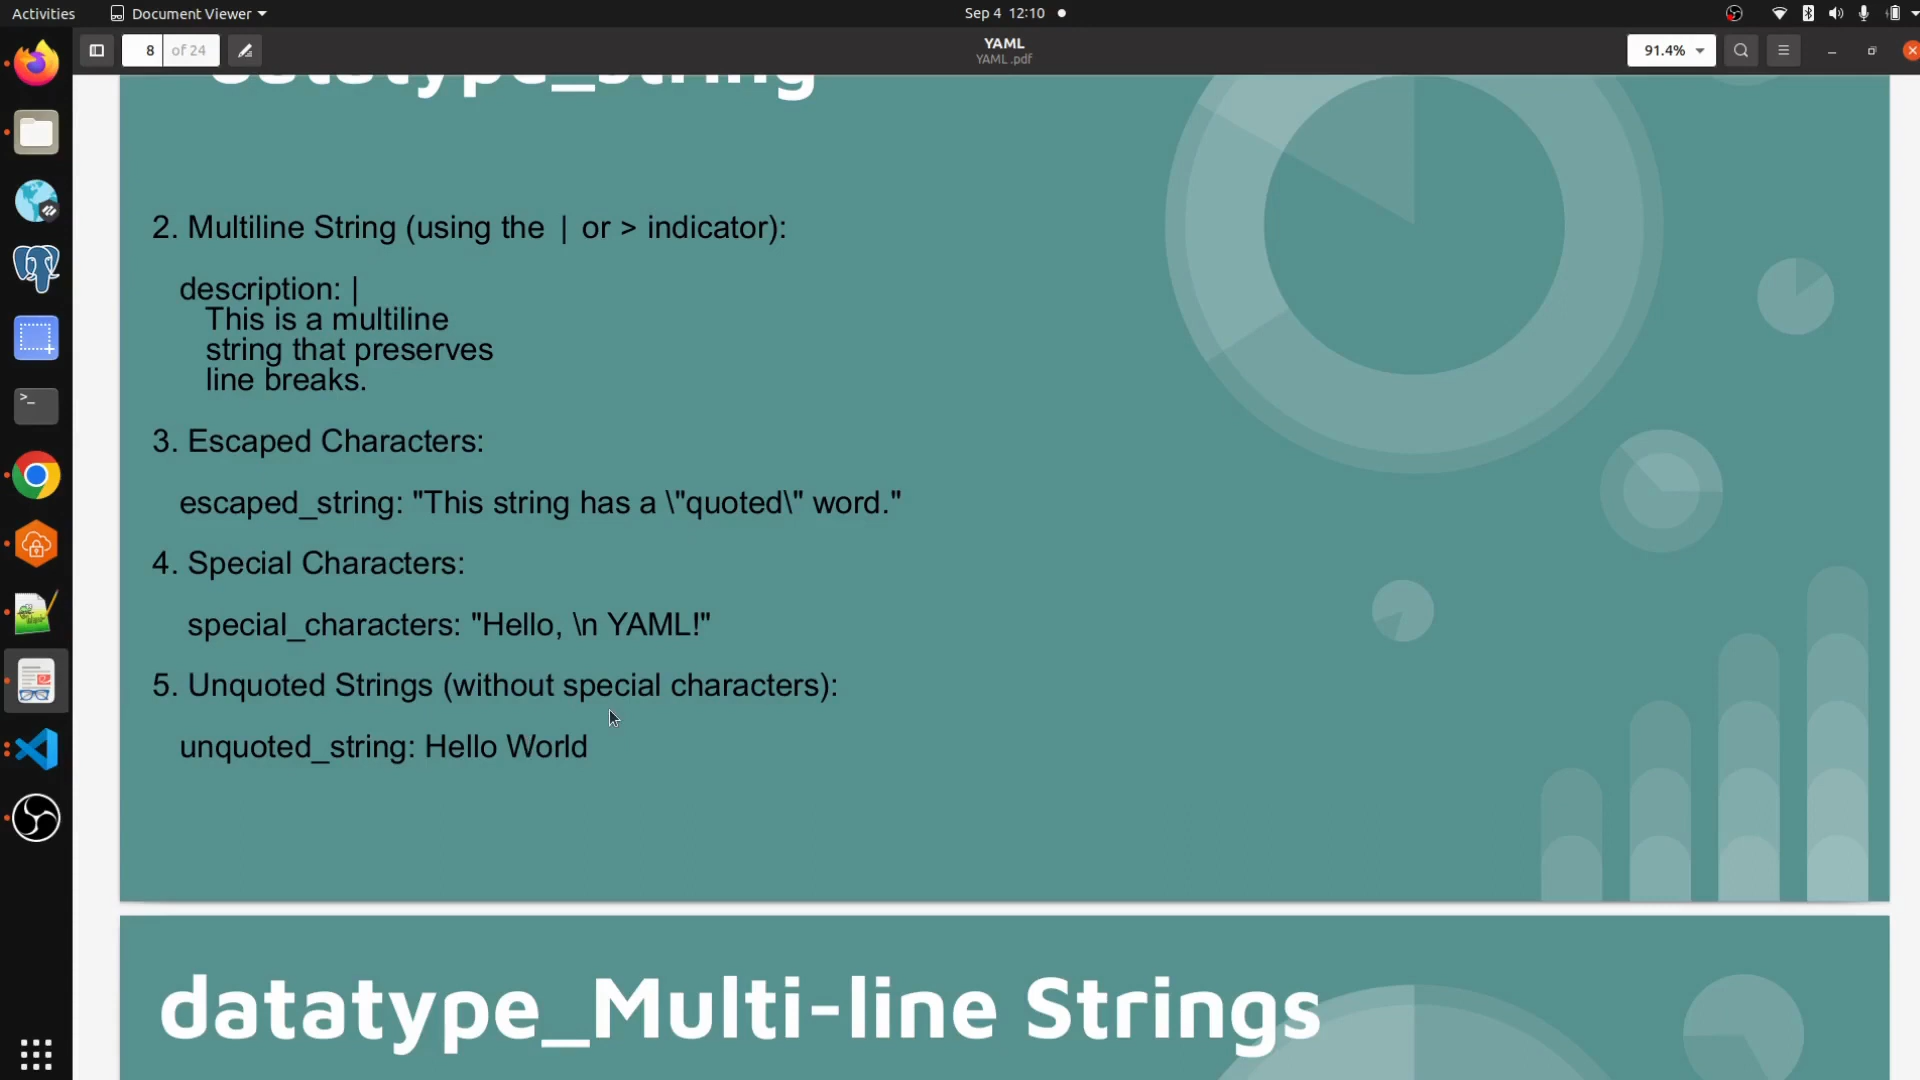 Activities
Document Viewer
Sep 4 12:10
8
of 24
YAML
YAML .pdf
91.4%
datatype_string
2. Multiline String (using the | or > indicator):
description: |
This is a multiline
string that preserves
line breaks.
3. Escaped Characters:
escaped_string: "This string has a \"quoted\" word."
4. Special Characters:
special_characters: "Hello, \n YAML!"
5. Unquoted Strings (without special characters):
unquoted_string: Hello World
datatype_Multi-line Strings